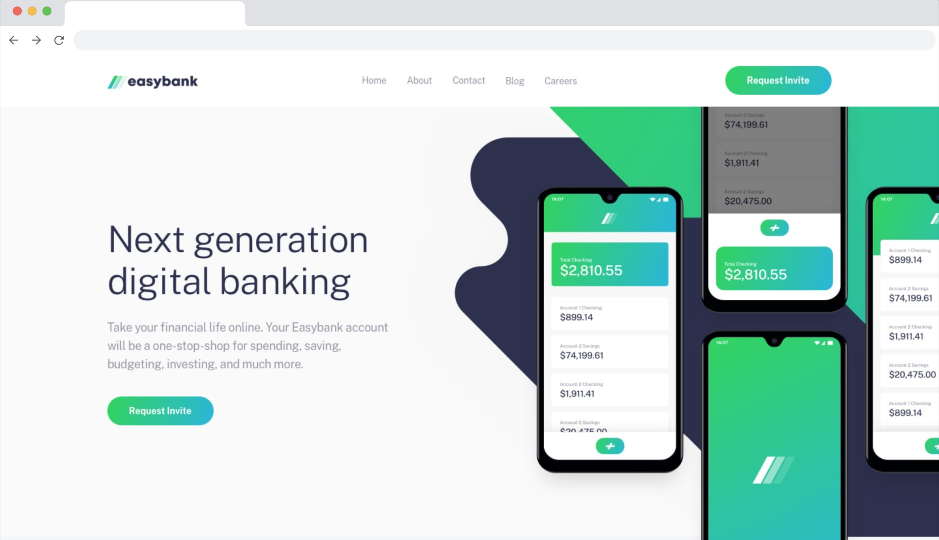 easybank
Home
About
Contact
Blog
Careers
Request Invite
Next generation
digital banking
Take your financial life online. Your Easybank account
will be a one-stop-shop for spending, saving,
budgeting, investing, and much more.
Request Invite
14:07
Total Checking
$2,810.55
Account 1 Checking
$899.14
Account 2 Savings
$74,199.61
Account 2 Checking
$1,911.41
Account 2 Savings
$20,475.00
Account 2 Savings
$74,199.61
Account 2 Checking
$1,911.41
Account 2 Savings
$20,475.00
Total Checking
$2,810.55
14:07
14:07
Account 1 Checking
$899.14
Account 2 Savings
$74,199.61
Account 2 Checking
$1,911.41
Account 2 Savings
$20,475.00
Account 1 Checking
$899.14